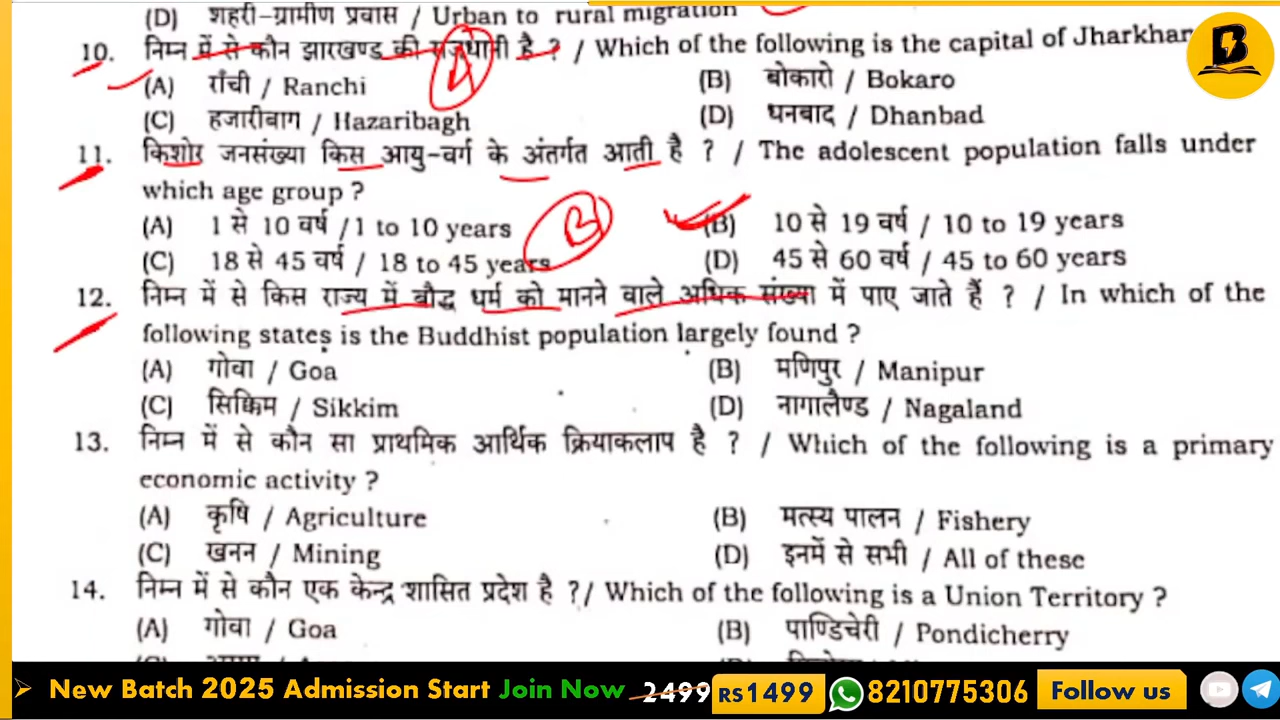 (D) शहरी-ग्रामीण प्रवास / Urban to rural migration
10. निम्न में से कौन झारखण्ड की राजधानी है ? / Which of the following is the capital of Jharkhan
(A) राँची / Ranchi (B) बोकारो / Bokaro
(C) हजारीबाग / Hazaribagh (D) धनबाद / Dhanbad
11. किशोर जनसंख्या किस आयु-वर्ग के अंतर्गत आती है ? / The adolescent population falls under
which age group ?
(A) 1 से 10 वर्ष /1 to 10 years (B) 10 से 19 वर्ष / 10 to 19 years
(C) 18 से 45 वर्ष / 18 to 45 years (D) 45 से 60 वर्ष / 45 to 60 years
12. निम्न में से किस राज्य में बौद्ध धर्म को मानने वाले अधिक संख्या में पाए जाते हैं ? / In which of the
following states is the Buddhist population largely found ?
(A) गोवा / Goa (B) मणिपुर / Manipur
(C) सिक्किम / Sikkim (D) नागालैण्ड / Nagaland
13. निम्न में से कौन सा प्राथमिक आर्थिक क्रियाकलाप है ? / Which of the following is a primary
economic activity ?
(A) कृषि / Agriculture (B) मत्स्य पालन / Fishery
(C) खनन / Mining (D) इनमें से सभी / All of these
14. निम्न में से कौन एक केन्द्र शासित प्रदेश है ?/ Which of the following is a Union Territory ?
(A) गोवा / Goa (B) पाण्डिचेरी / Pondicherry
New Batch 2025 Admission Start Join Now 2499 RS1499 8210775306 Follow us